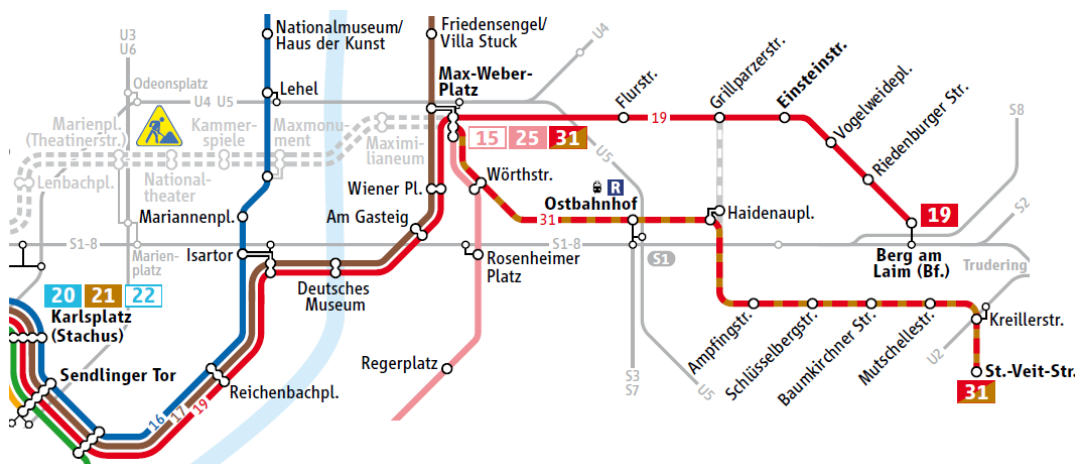 U3
U6
Nationalmuseum/
Haus der Kunst
Friedensengel/
Villa Stuck
U4
Odeonsplatz
Lehel
U4 U5
Max-Weber-
Platz
Flurstr.
Grillparzerstr.
Einsteinstr.
Vogelweidepl.
Riedenburger Str.
S8
Marienpl.
(Theatinerstr.)
Kammer-
spiele
Maxmonu-
ment
Maximi-
lianeum
15
25
31
19
U5
Lenbachpl.
National-
theater
Wiener Pl.
Wörthstr.
Ostbahnhof
R
Haidenaupl.
19
S2
Mariannenpl.
Am Gasteig
31
S1-8
Marien-
platz
Isartor
Deutsches
Museum
Rosenheimer
Platz
S1-8
S1
Berg am
Laim (Bf.)
Trudering
20
21
22
Karlsplatz
(Stachus)
Ampfingstr.
Schlüsselbergstr.
Baumkirchner Str.
Mutschellestr.
Kreillerstr.
U2
Sendlinger Tor
Reichenbachpl.
Regerplatz
S3
S7
U5
St.-Veit-Str.
31
16
17
19